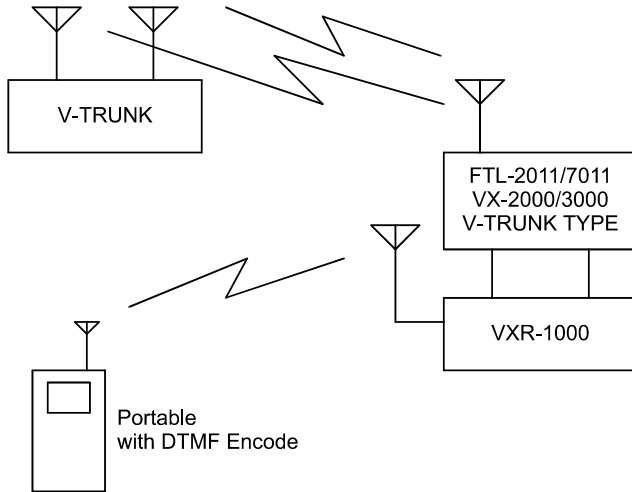 V-TRUNK
FTL-2011/7011
VX-2000/3000
V-TRUNK TYPE
VXR-1000
Portable
with DTMF Encode